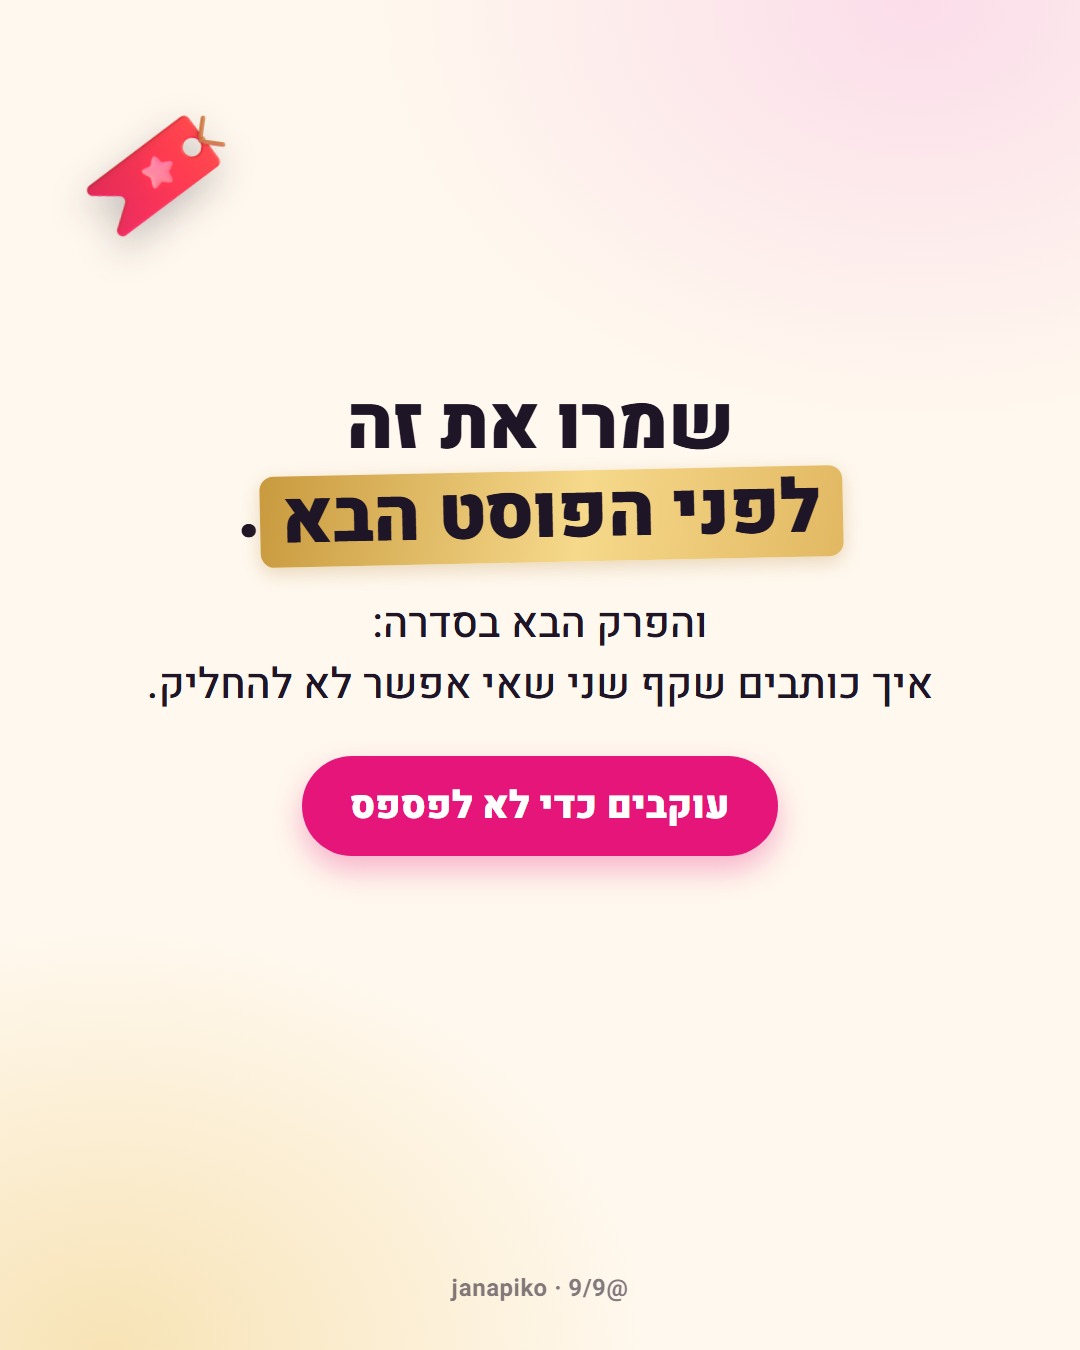 שמרו את זה
לפני הפוסט הבא.
והפרק הבא בסדרה:
איך כותבים שקף שני שאי אפשר לא להחליק.
עוקבים כדי לא לפספס
janapiko · 9/9@